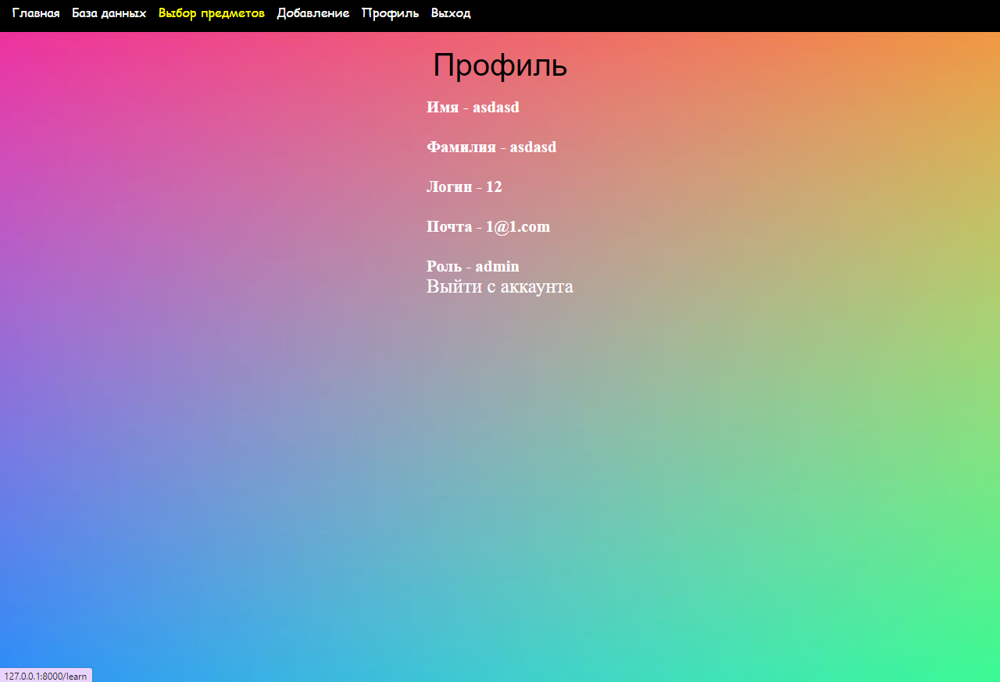 Главная База данных Выбор предметов Добавление Профиль Выход
Профиль
Имя - asdasd
Фамилия - asdasd
Логин - 12
Почта - 1@1.com
Роль - admin
Выйти с аккаунта
127.0.0.1:8000/learn